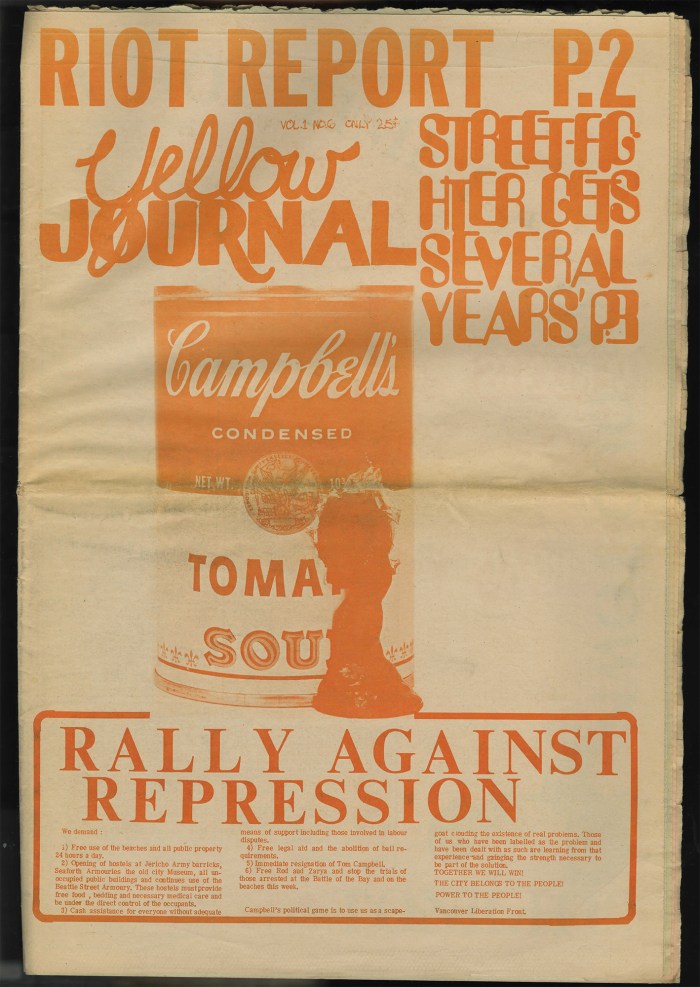 RIOT REPORT P.2
VOL.1 NO.6 ONLY 25¢
Yellow
JOURNAL
STREET-FIG-
HTER GETS
SEVERAL
YEARS' P.3
Campbell's
CONDENSED
NET WT.
TOMA
SOU
RALLY AGAINST
REPRESSION
We demand :
1) Free use of the beaches and all public property
24 hours a day.
2) Opening of hostels at Jericho Army barricks,
Seaforth Armouries the old city Museum, all un-
occupied public buildings and continues use of the
Beattie Street Armoury. These hostels must provide
free food , bedding and necessary medical care and
be under the direct control of the occupants.
3) Cash assistance for everyone without adequate
means of support including those involved in labour
disputes.
4) Free legal aid and the abolition of bail re-
quirements.
5) Immediate resignation of Tom Campbell.
6) Free Rod and Zarya and stop the trials of
those arrested at the Battle of the Bay and on the
beaches this week.
Campbell's political game is to use us as a scape-
goat clouding the existence of real problems. Those
of us who have been labelled as the problem and
have been dealt with as such are learning from that
experience and gainging the strength necessary to
be part of the solution.
TOGETHER WE WILL WIN!
THE CITY BELONGS TO THE PEOPLE!
POWER TO THE PEOPLE!
Vancouver Liberation Front.